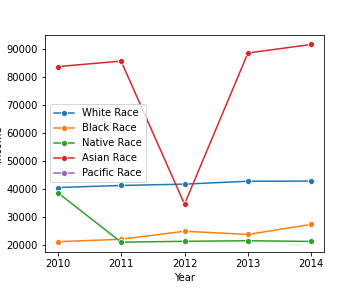 90000
80000
70000
60000
50000
40000
30000
20000
White Race
Black Race
Native Race
Asian Race
Pacific Race
2010 2011 2012 2013 2014
Year